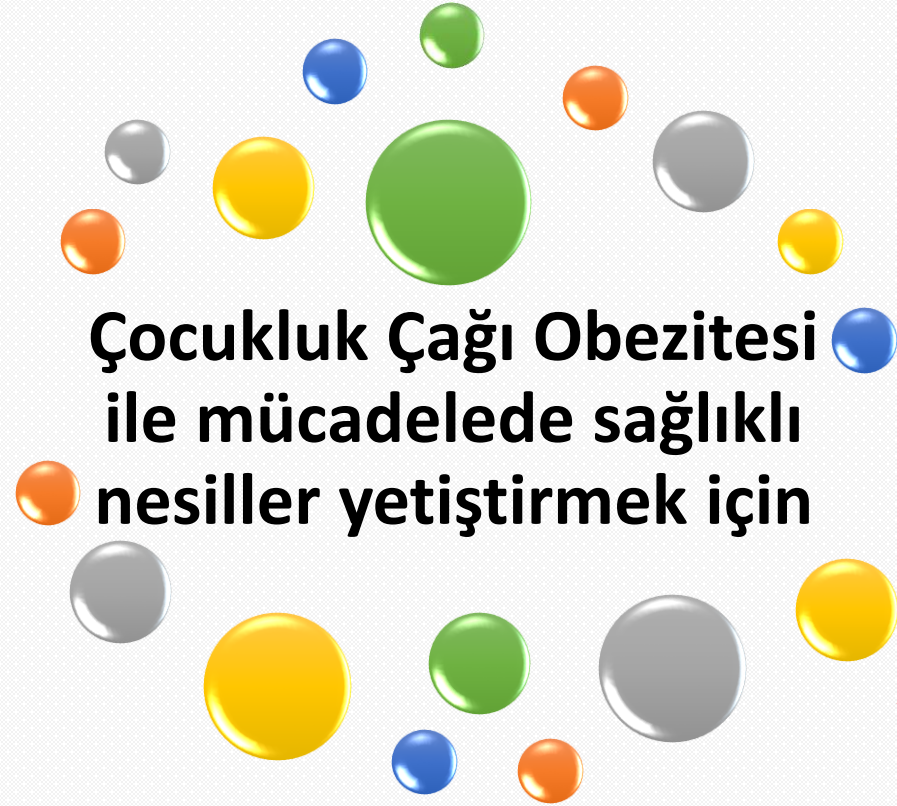 Çocukluk Çağı Obezitesi
ile mücadelede sağlıklı
nesiller yetiştirmek için